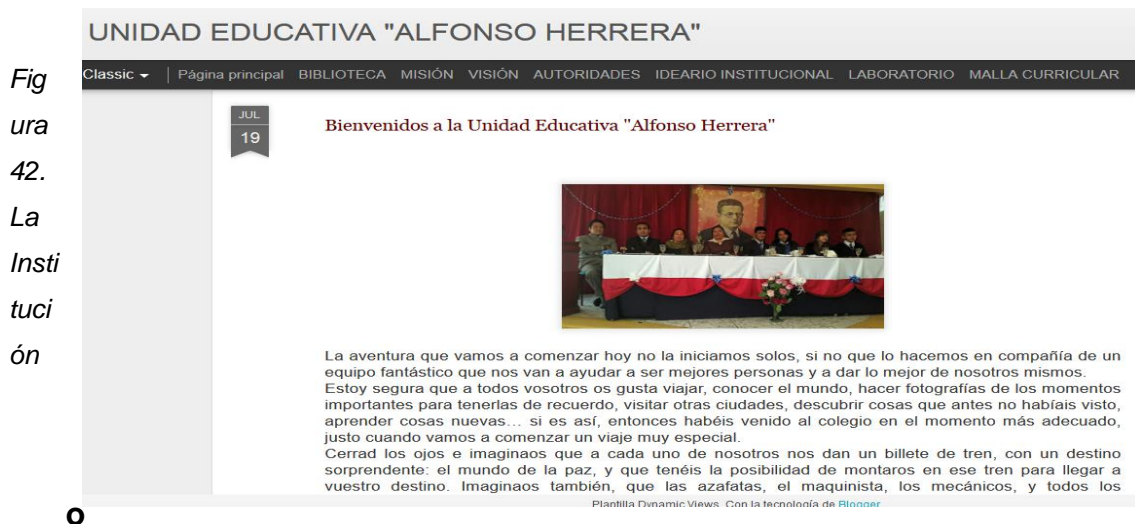 UNIDAD EDUCATIVA "ALFONSO HERRERA"
Classic Página principal BIBLIOTECA MISIÓN VISIÓN AUTORIDADES IDEARIO INSTITUCIONAL LABORATORIO MALLA CURRICULAR
Fig
ura
42.
La
Insti
tuci
ón
JUL
19
Bienvenidos a la Unidad Educativa "Alfonso Herrera"
La aventura que vamos a comenzar hoy no la iniciamos solos, si no que lo hacemos en compañía de un
equipo fantástico que nos van a ayudar a ser mejores personas y a dar lo mejor de nosotros mismos.
Estoy segura que a todos vosotros os gusta viajar, conocer el mundo, hacer fotografías de los momentos
importantes para tenerlas de recuerdo, visitar otras ciudades, descubrir cosas que antes no habíais visto,
aprender cosas nuevas... si es así, entonces habéis venido al colegio en el momento más adecuado,
justo cuando vamos a comenzar un viaje muy especial.
Cerrad los ojos e imaginaos que a cada uno de nosotros nos dan un billete de tren, con un destino
sorprendente: el mundo de la paz, y que tenéis la posibilidad de montaros en ese tren para llegar a
vuestro destino. Imaginaos también, que las azafatas, el maquinista, los mecánicos, y todos los
Plantilla Dynamic Views. Con la tecnología de Blogger
o